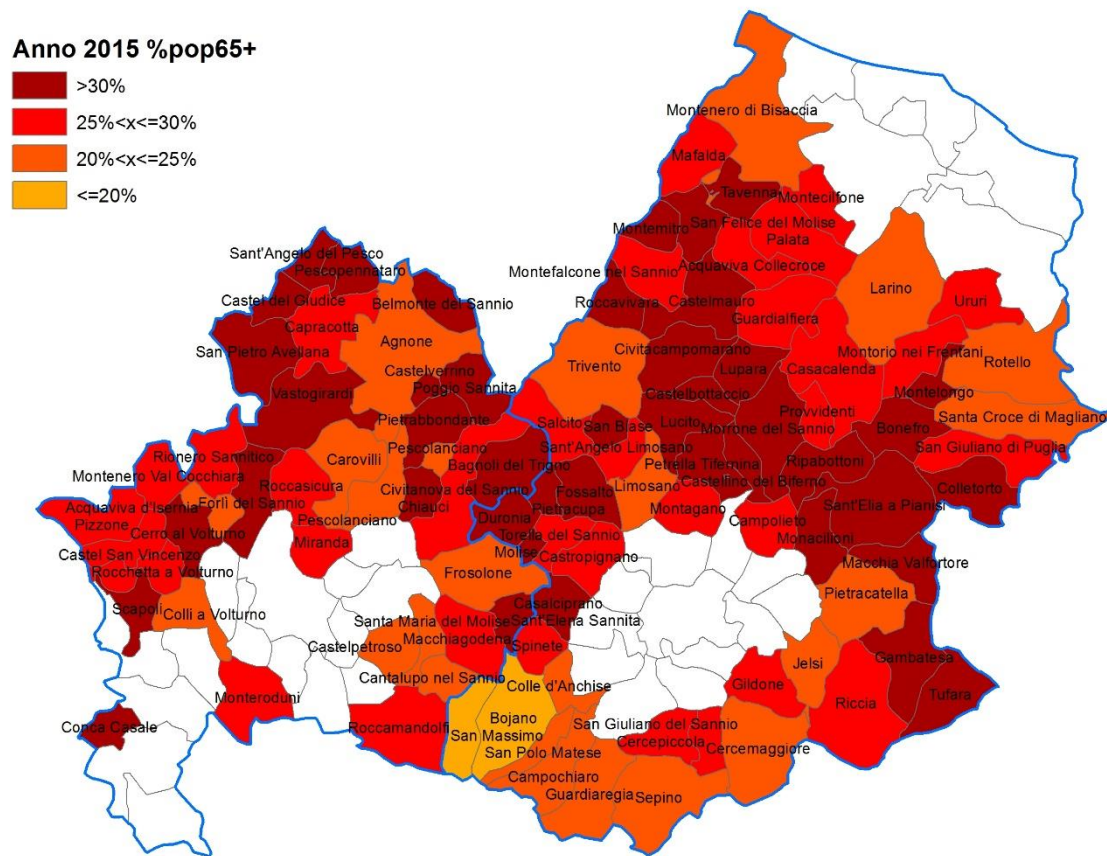 Anno 2015 %pop65+
>30%
25%<x<=30%
20%<x<=25%
<=20%
Montenero di Bisaccia
Mafalda
Tavenna
Montecilfone
Montemitro
San Felice del Molise
Palata
Sant'Angelo del Pesco
Pescopennataro
Montefalcone nel Sannio
Acquaviva Collecroce
Castel del Giudice
Belmonte del Sannio
Roccavivara
Castelmauro
Larino
Ururi
Capracotta
Guardialfiera
Agnone
San Pietro Avellana
Civitacampomarano
Montorio nei Frentani
Rotello
Trivento
Lupara
Casacalenda
Castelverrino
Poggio Sannita
Vastogirardi
Castelbottaccio
Montelongo
Pietrabbondante
Salcito
San Biase
Lucito
Provvidenti
Santa Croce di Magliano
Morrone del Sannio
Bonefro
Pescolanciano
Sant'Angelo Limosano
San Giuliano di Puglia
Rionero Sannitico
Carovilli
Bagnoli del Trigno
Petrella Tifernina
Ripabottoni
Montenero Val Cocchiara
Roccasicura
Civitanova del Sannio
Fossalto
Limosano
Castellino del Biferno
Colletorto
Forlì del Sannio
Chiauci
Sant'Elia a Pianisi
Acquaviva d'Isernia
Pescolanciano
Duronia
Pietracupa
Montagano
Campolieto
Pizzone
Cerro al Volturno
Miranda
Torella del Sannio
Monacilioni
Castel San Vincenzo
Molise
Castropignano
Macchia Valfortore
Rocchetta a Volturno
Frosolone
Scapoli
Colli a Volturno
Casalciprano
Pietracatella
Santa Maria del Molise
Sant'Elena Sannita
Macchiagodena
Castelpetroso
Spinete
Jelsi
Gambatesa
Cantalupo nel Sannio
Colle d'Anchise
Gildone
Tufara
Monteroduni
Riccia
Conca Casale
Roccamandolfi
Bojano
San Giuliano del Sannio
San Massimo
Cercepiccola
Cercemaggiore
San Polo Matese
Campochiaro
Guardiaregia
Sepino